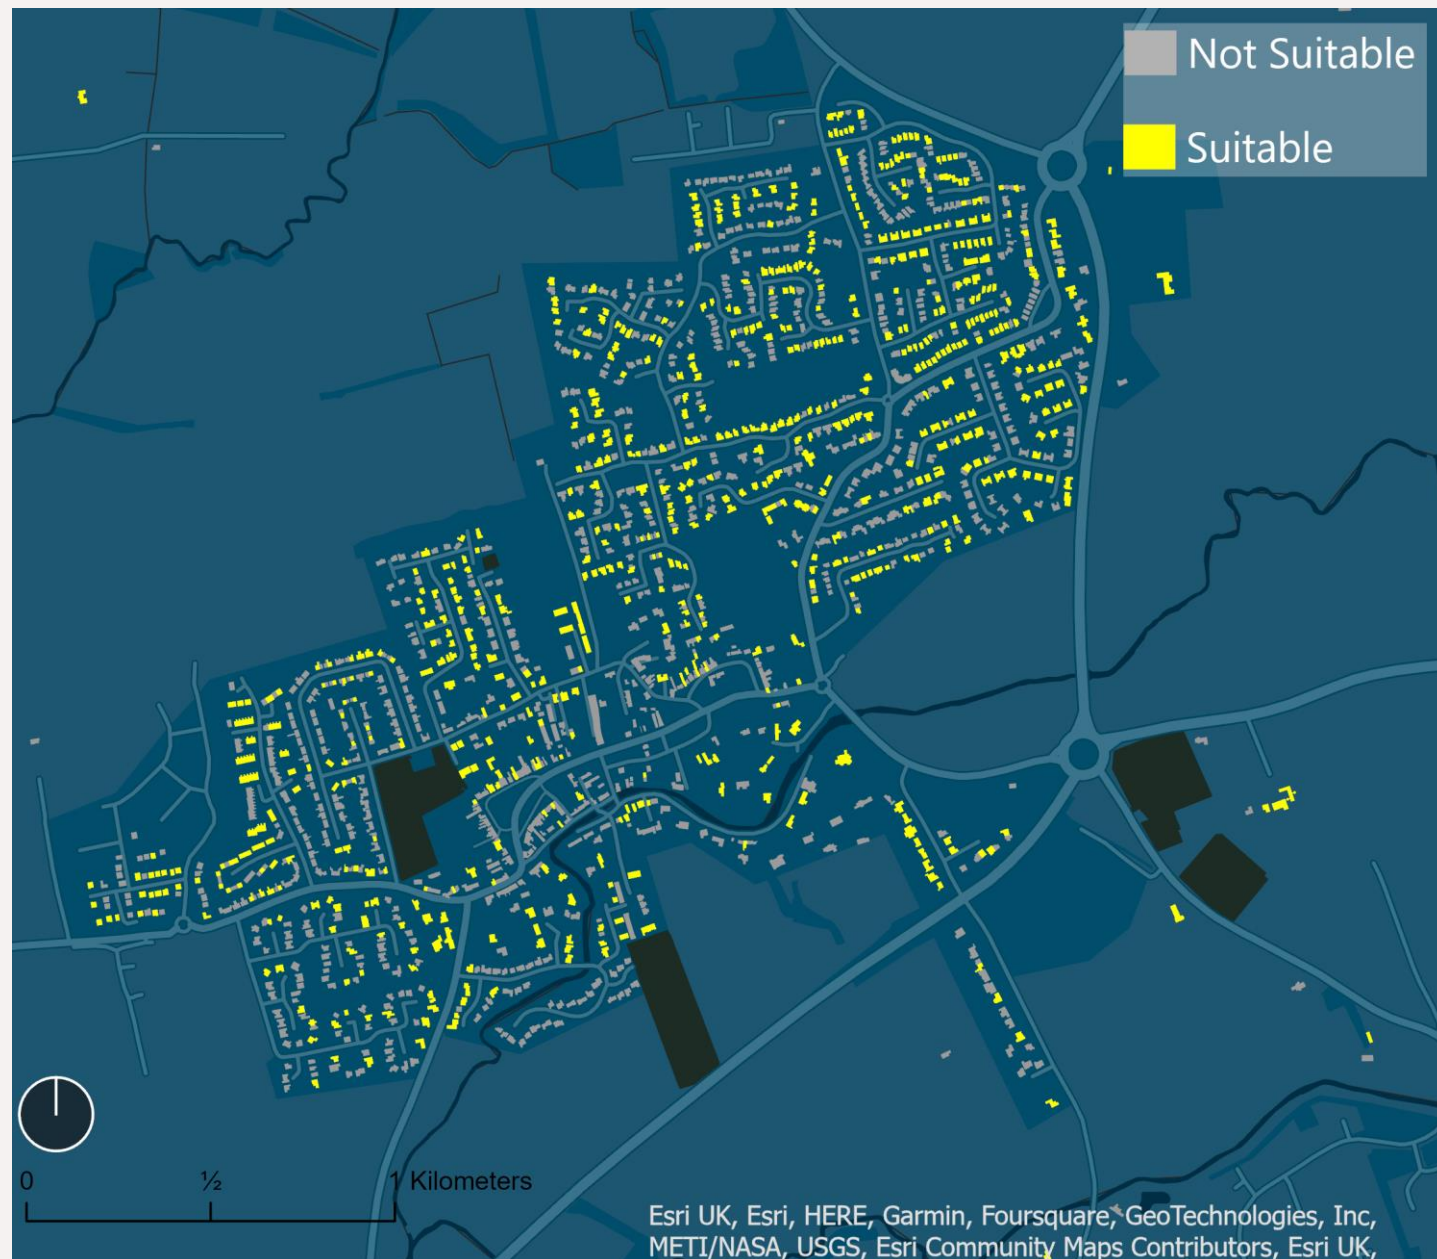 Not Suitable
Suitable
0 ½ 1 Kilometers
Esri UK, Esri, HERE, Garmin, Foursquare, GeoTechnologies, Inc,
METI/NASA, USGS, Esri Community Maps Contributors, Esri UK,